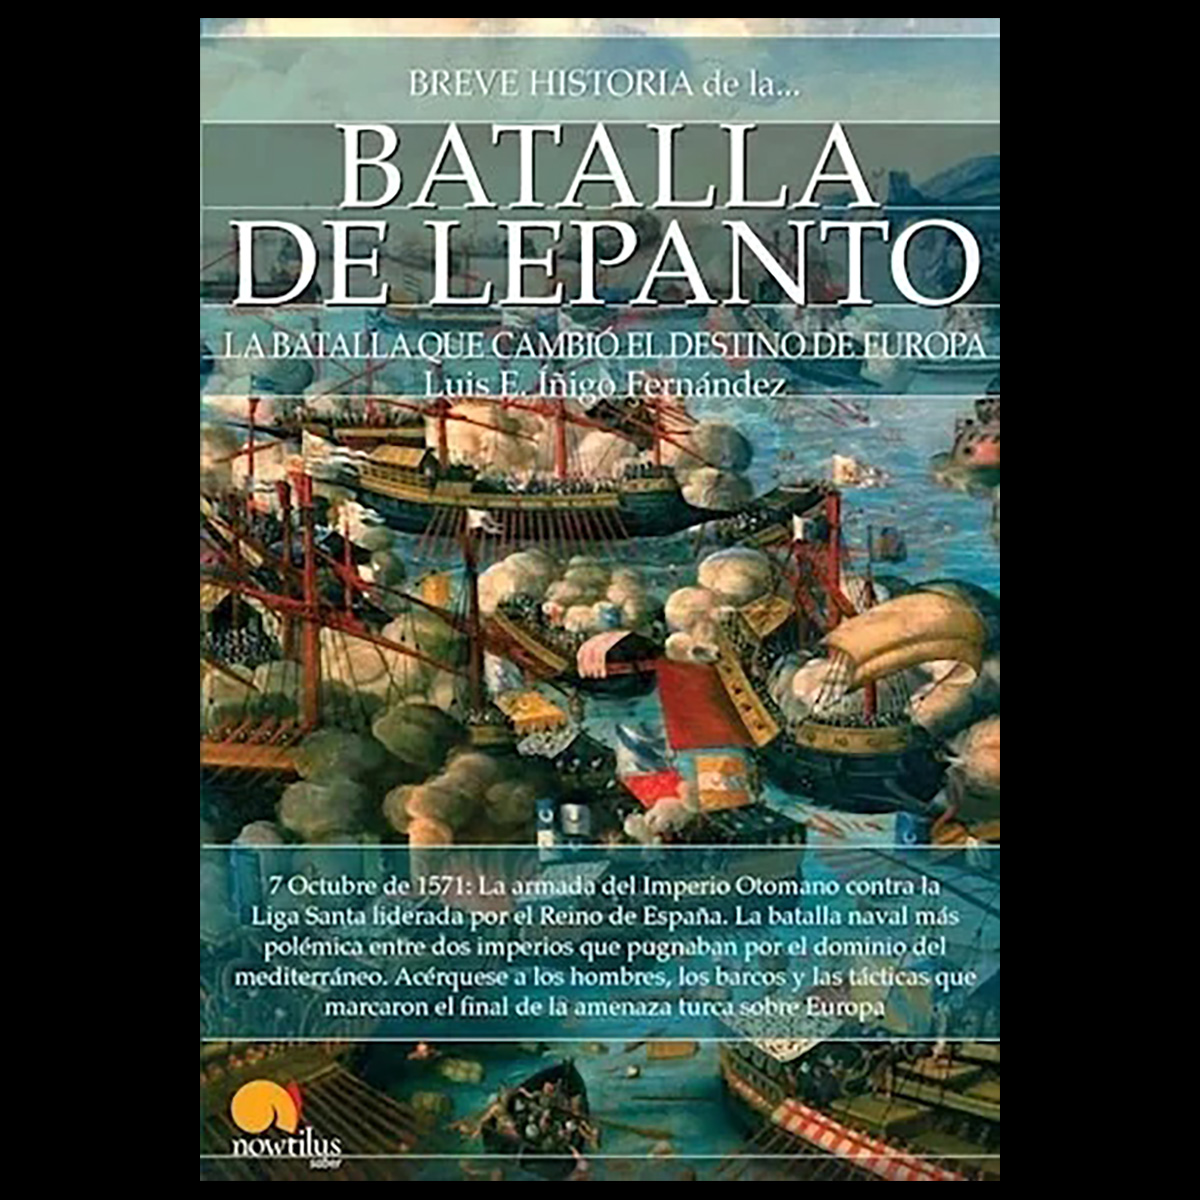 BREVE HISTORIA de la...
BATALLA
DE LEPANTO
LA BATALLA QUE CAMBIÓ EL DESTINO DE EUROPA
Luis E. Íñigo Fernández
7 Octubre de 1571: La armada del Imperio Otomano contra la
Liga Santa liderada por el Reino de España. La batalla naval más
polémica entre dos imperios que pugnaban por el dominio del
mediterráneo. Acérquese a los hombres, los barcos y las tácticas que
marcaron el final de la amenaza turca sobre Europa
nowtilus
saber